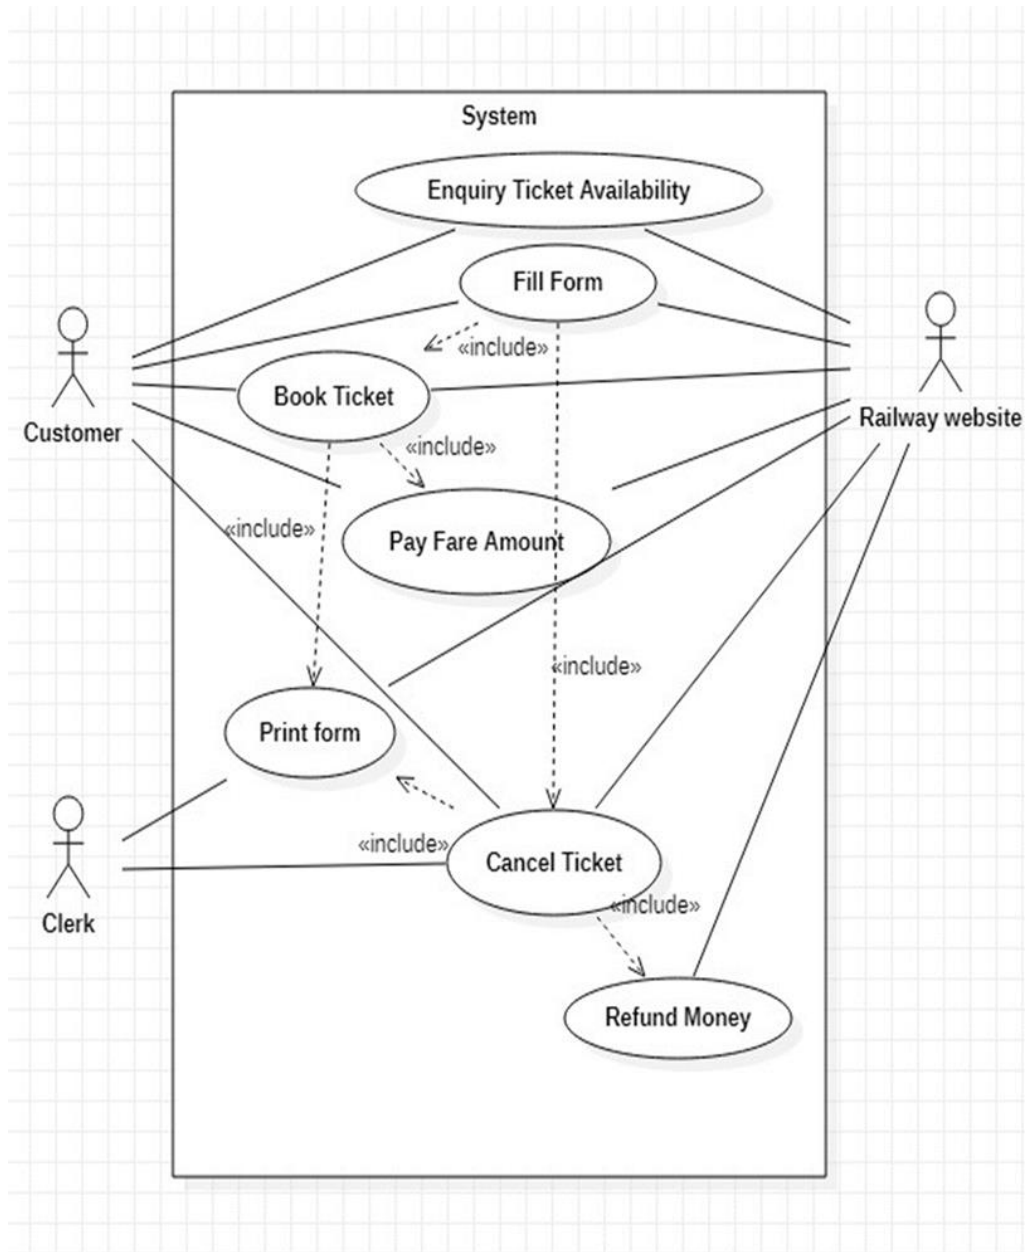 System
Enquiry Ticket Availability
Fill Form
«include»
Book Ticket
Customer
Railway website
«include»
«include»
Pay Fare Amount
«include»
Print form
«include»
Cancel Ticket
«include»
Clerk
Refund Money